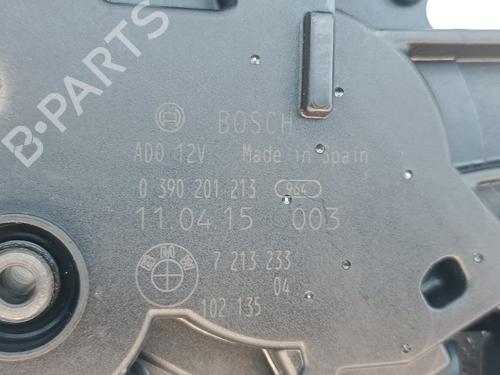 B-PARTS
BOSCH
ADO 12V. Made in Spain
0 390 201 213 964
11.04 15 003
BMW 7 213 233
04
102 135